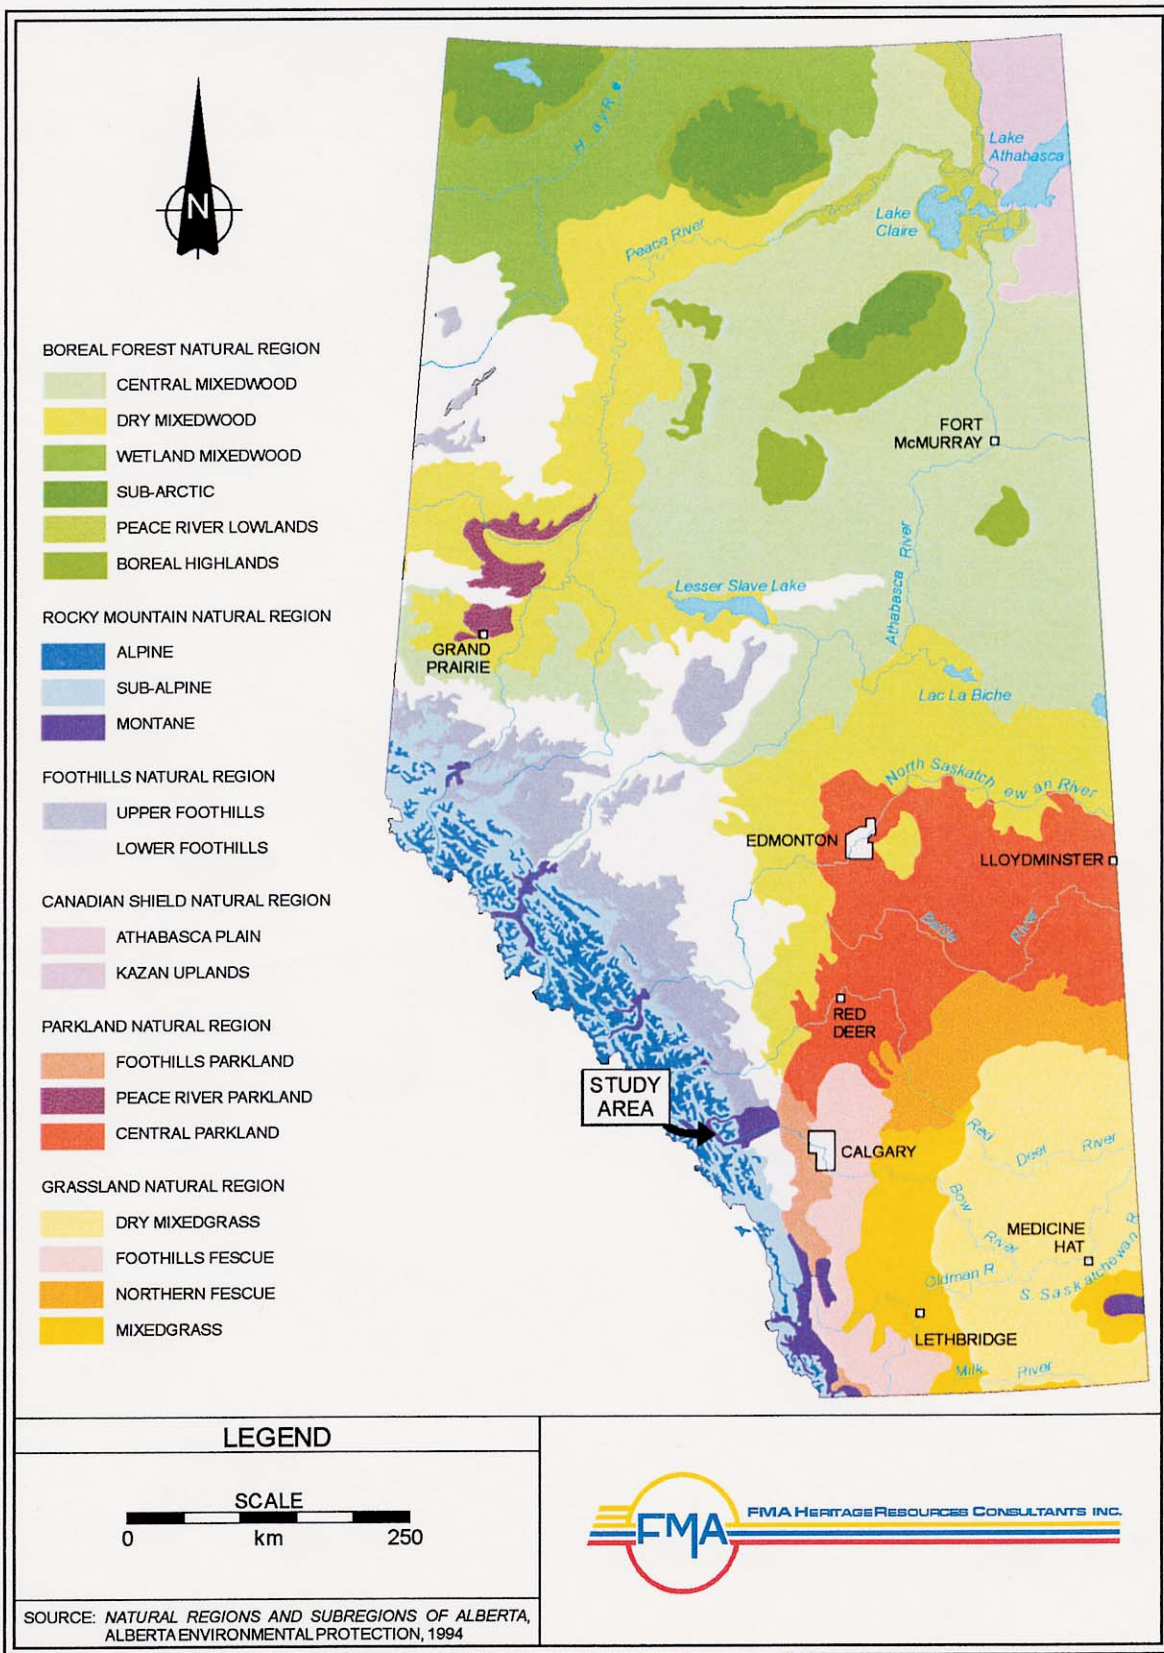 N
Hay R
Lake
Athabasca
Lake
Claire
Peace River
BOREAL FOREST NATURAL REGION
CENTRAL MIXEDWOOD
DRY MIXEDWOOD
WETLAND MIXEDWOOD
SUB-ARCTIC
PEACE RIVER LOWLANDS
BOREAL HIGHLANDS
ROCKY MOUNTAIN NATURAL REGION
ALPINE
SUB-ALPINE
MONTANE
FOOTHILLS NATURAL REGION
UPPER FOOTHILLS
LOWER FOOTHILLS
CANADIAN SHIELD NATURAL REGION
ATHABASCA PLAIN
KAZAN UPLANDS
PARKLAND NATURAL REGION
FOOTHILLS PARKLAND
PEACE RIVER PARKLAND
CENTRAL PARKLAND
GRASSLAND NATURAL REGION
DRY MIXEDGRASS
FOOTHILLS FESCUE
NORTHERN FESCUE
MIXEDGRASS
FORT
McMURRAY
Athabasca River
Lesser Slave Lake
GRAND
PRAIRIE
Lac La Biche
North Saskatch ew an River
EDMONTON
LLOYDMINSTER
Battle River
RED
DEER
STUDY
AREA
CALGARY
Red Deer River
Bow River
MEDICINE
HAT
Oldman R.
S. Saskatchewan R.
LETHBRIDGE
Milk River
LEGEND
SCALE
0 km 250
SOURCE: NATURAL REGIONS AND SUBREGIONS OF ALBERTA,
ALBERTA ENVIRONMENTAL PROTECTION, 1994
FMA
FMA HERITAGE RESOURCES CONSULTANTS INC.